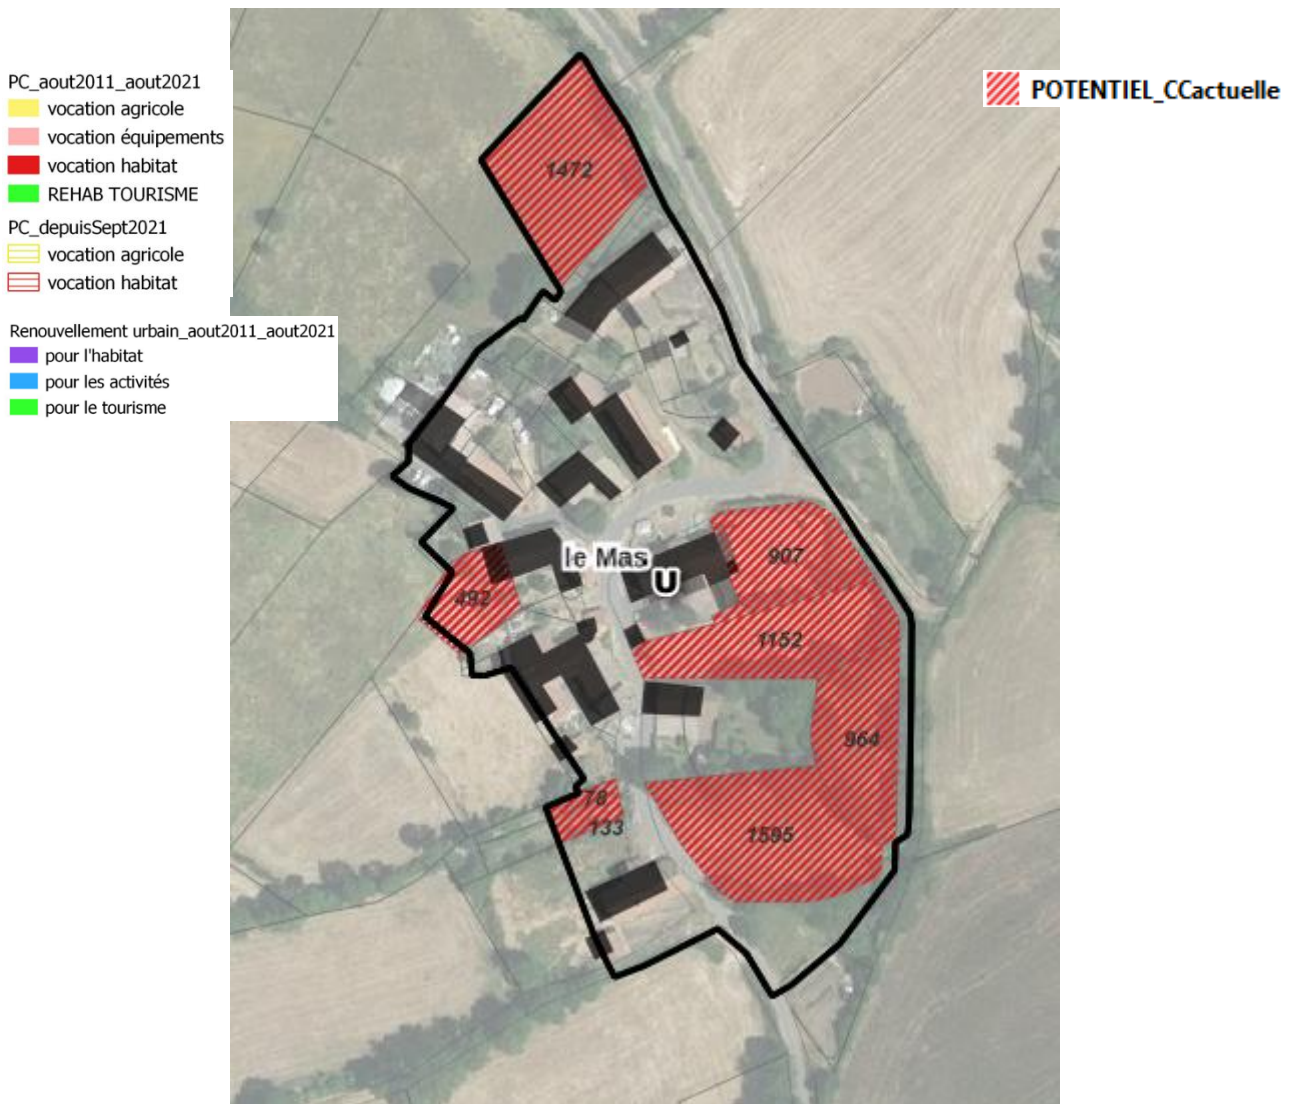 PC_aout2011_aout2021
vocation agricole
vocation équipements
vocation habitat
REHAB TOURISME
PC_depuisSept2021
vocation agricole
vocation habitat
Renouvellement urbain_aout2011_aout2021
pour l'habitat
pour les activités
pour le tourisme
POTENTIEL_CCactuelle
1472
907
le Mas
U
492
1152
964
78
133
1595